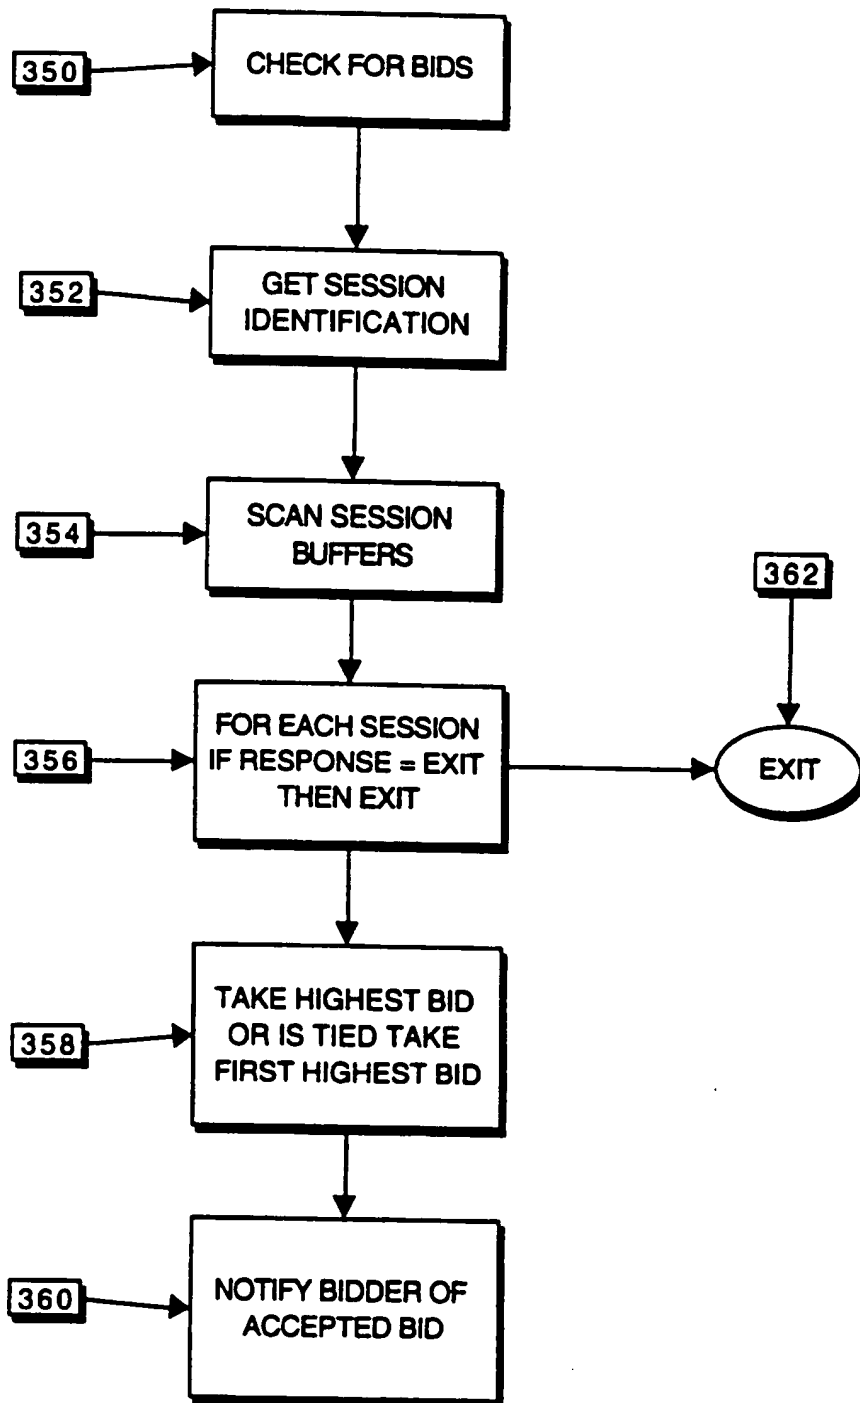 350
CHECK FOR BIDS
352
GET SESSION
IDENTIFICATION
354
SCAN SESSION
BUFFERS
362
356
FOR EACH SESSION
IF RESPONSE = EXIT
THEN EXIT
EXIT
358
TAKE HIGHEST BID
OR IS TIED TAKE
FIRST HIGHEST BID
360
NOTIFY BIDDER OF
ACCEPTED BID